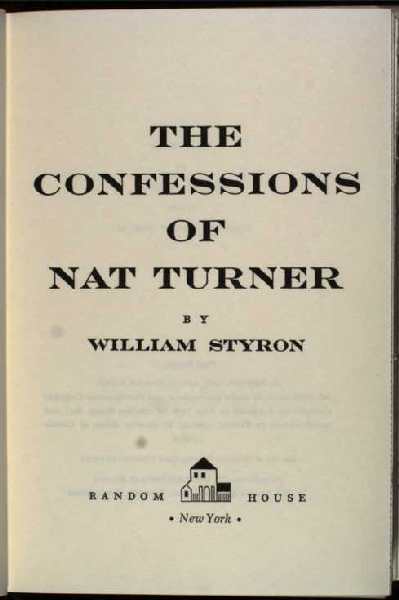 THE
CONFESSIONS
OF
NAT TURNER
BY
WILLIAM STYRON
RANDOM HOUSE
• New York •